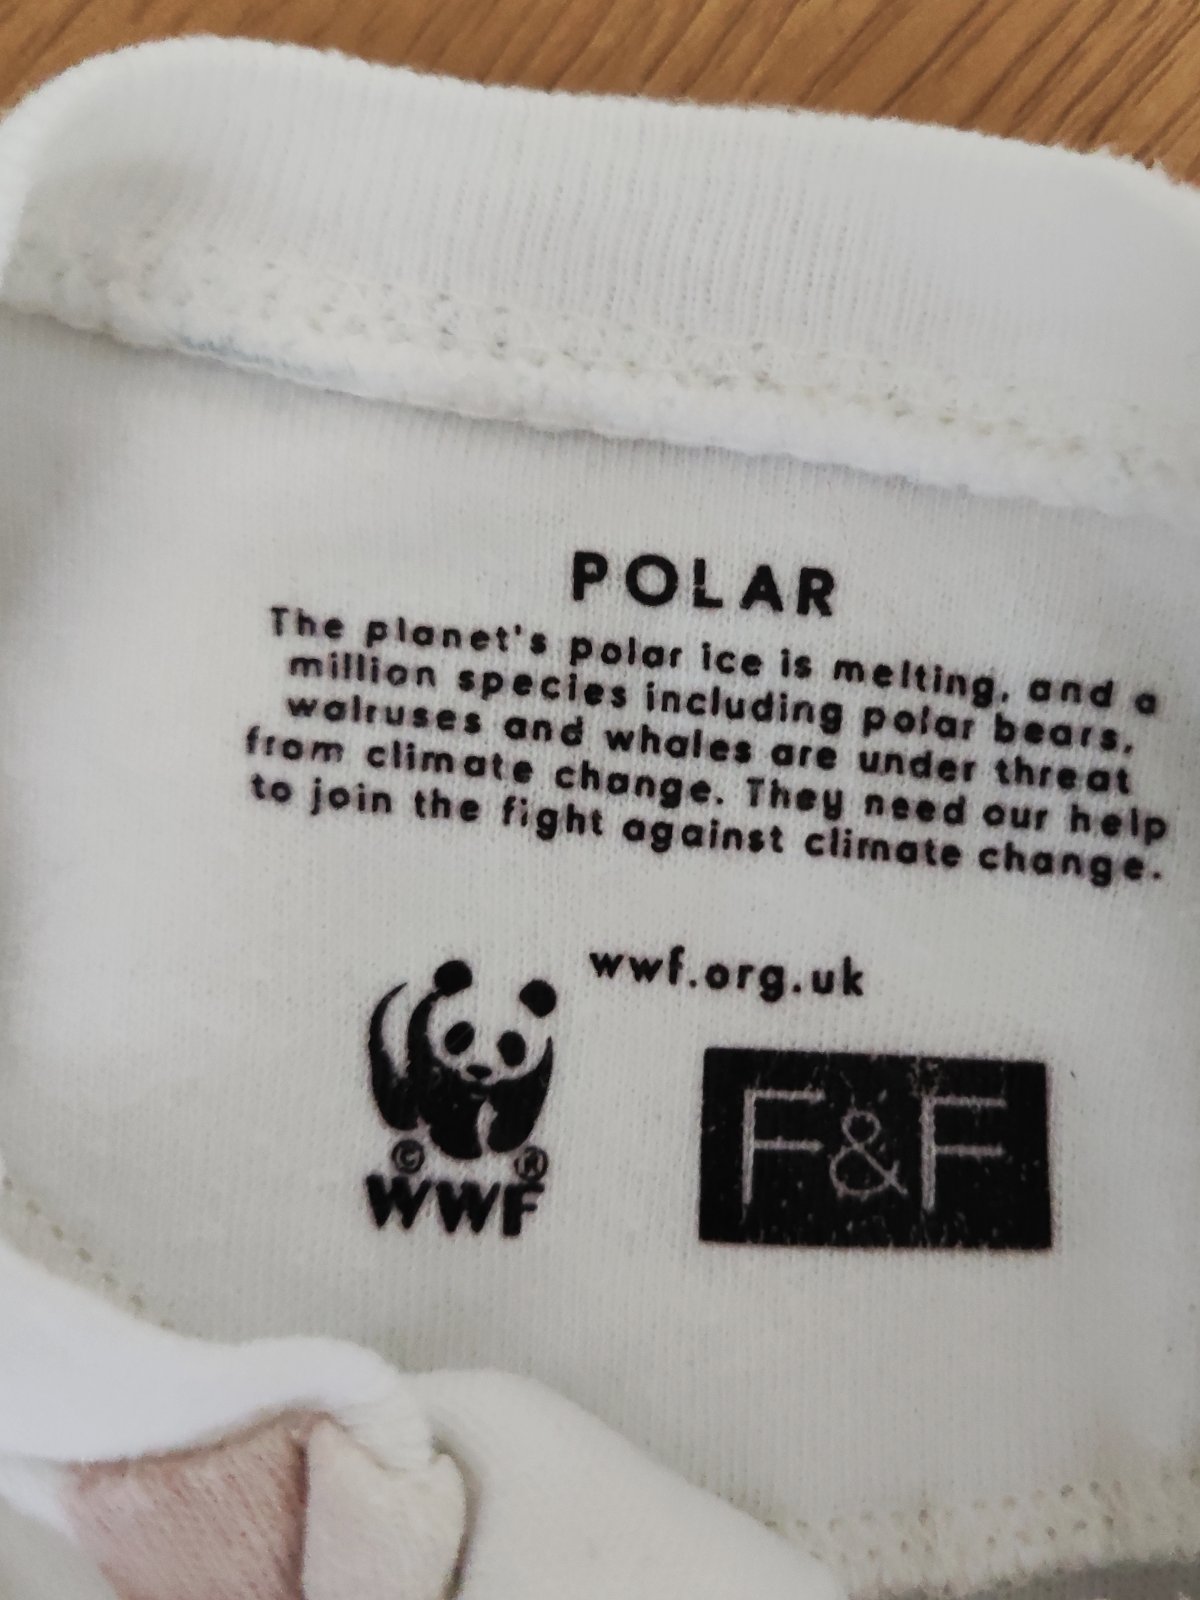 POLAR
The planet's polar ice is melting, and a
million species including polar bears,
walruses and whales are under threat
from climate change. They need our help
to join the fight against climate change.
wwf.org.uk
© ®
WWF
F&F